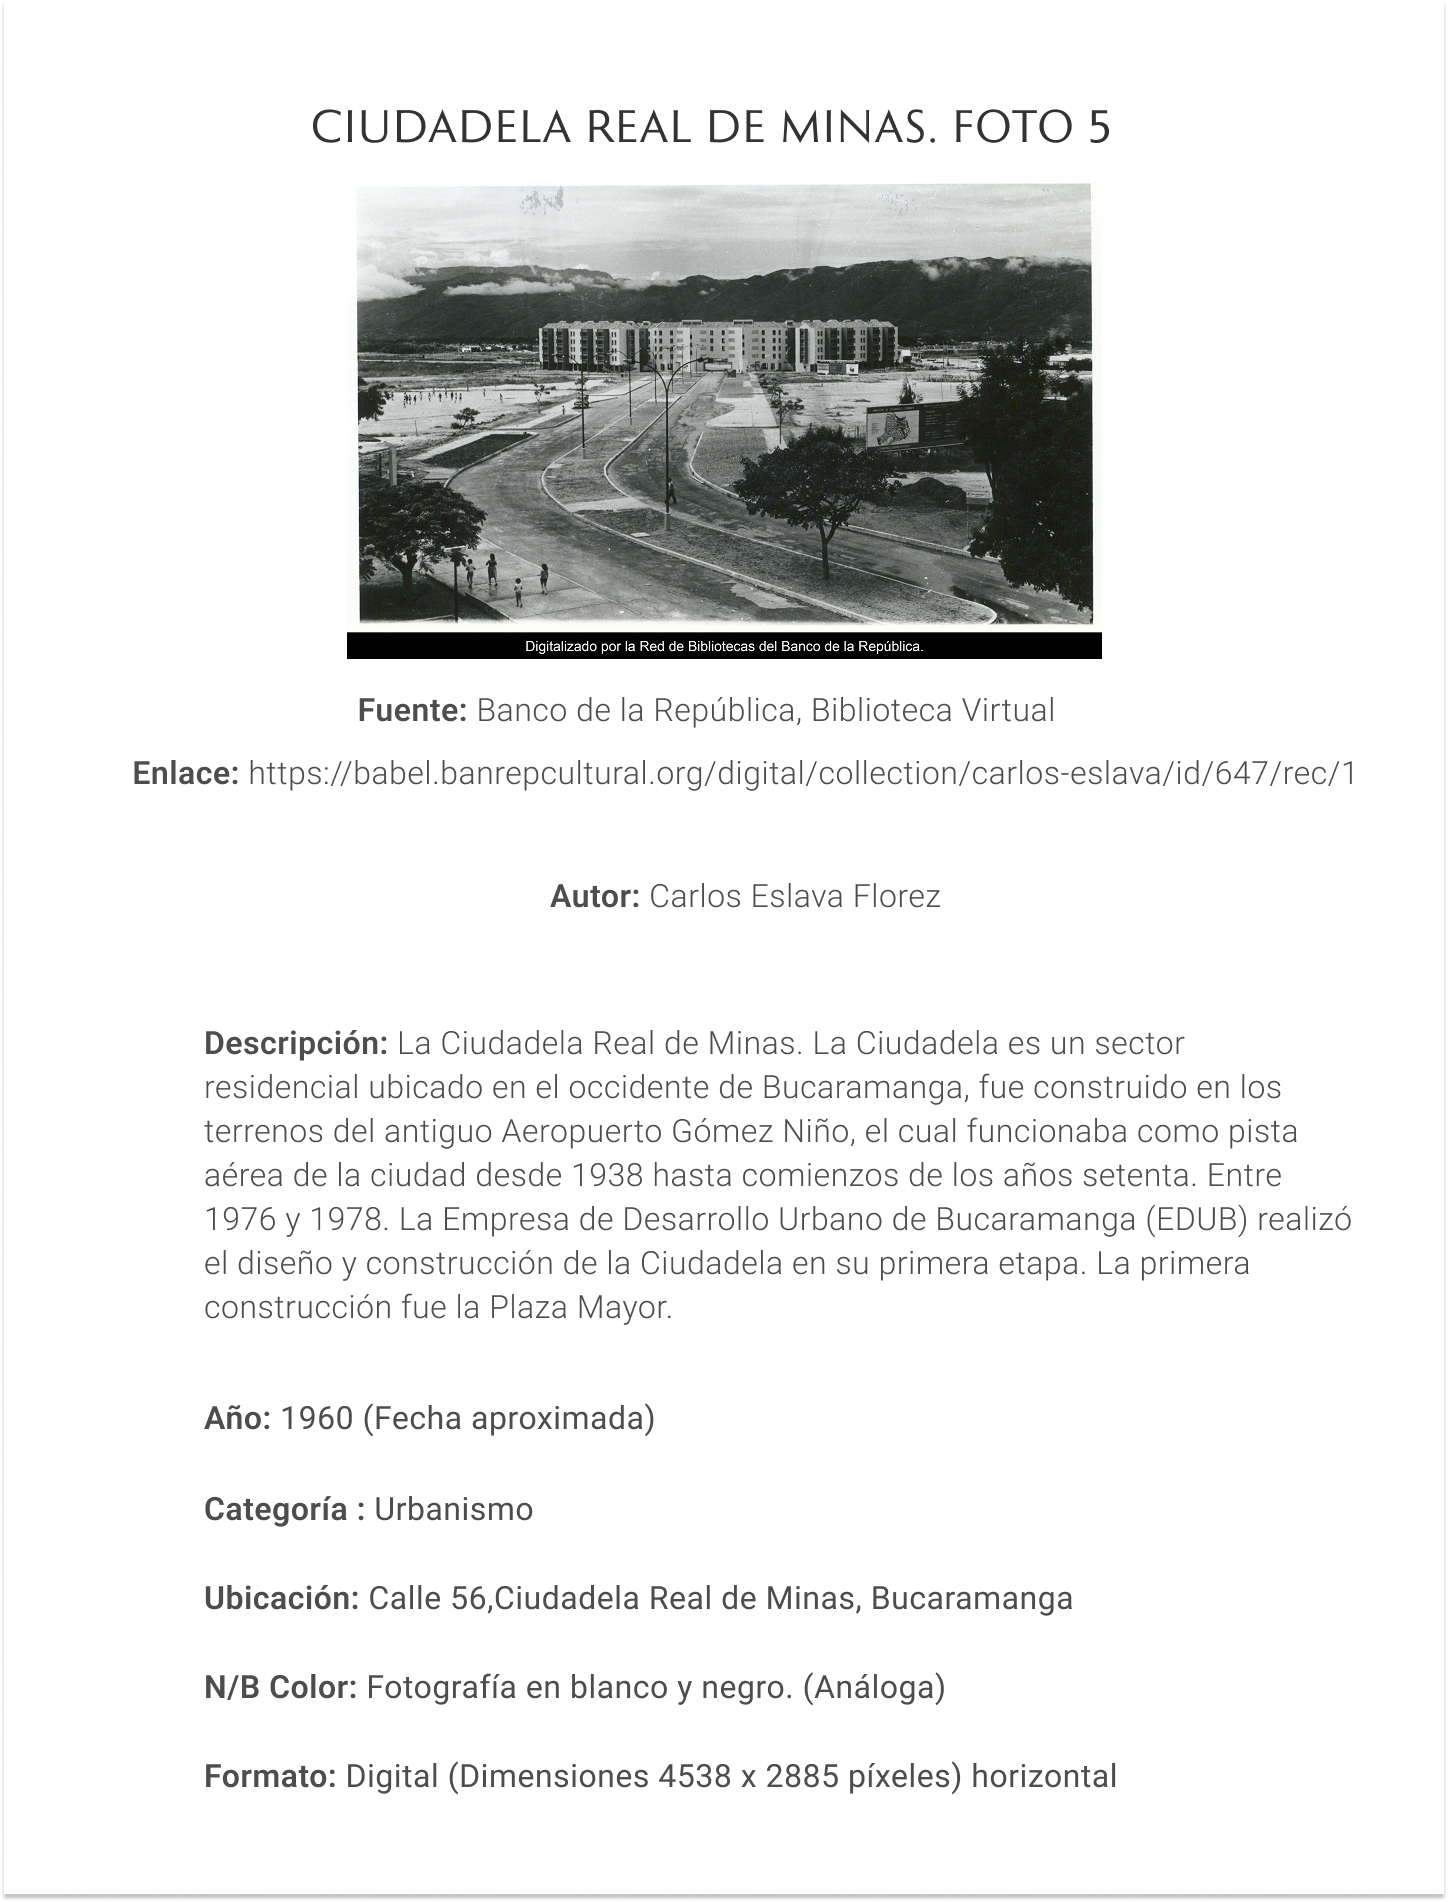 CIUDADELA REAL DE MINAS. FOTO 5
Digitalizado por la Red de Bibliotecas del Banco de la República.
Fuente: Banco de la República, Biblioteca Virtual
Enlace: https://babel.banrepcultural.org/digital/collection/carlos-eslava/id/647/rec/1
Autor: Carlos Eslava Florez
Descripción: La Ciudadela Real de Minas. La Ciudadela es un sector
residencial ubicado en el occidente de Bucaramanga, fue construido en los
terrenos del antiguo Aeropuerto Gómez Niño, el cual funcionaba como pista
aérea de la ciudad desde 1938 hasta comienzos de los años setenta. Entre
1976 y 1978. La Empresa de Desarrollo Urbano de Bucaramanga (EDUB) realizó
el diseño y construcción de la Ciudadela en su primera etapa. La primera
construcción fue la Plaza Mayor.
Año: 1960 (Fecha aproximada)
Categoría : Urbanismo
Ubicación: Calle 56,Ciudadela Real de Minas, Bucaramanga
N/B Color: Fotografía en blanco y negro. (Análoga)
Formato: Digital (Dimensiones 4538 x 2885 píxeles) horizontal